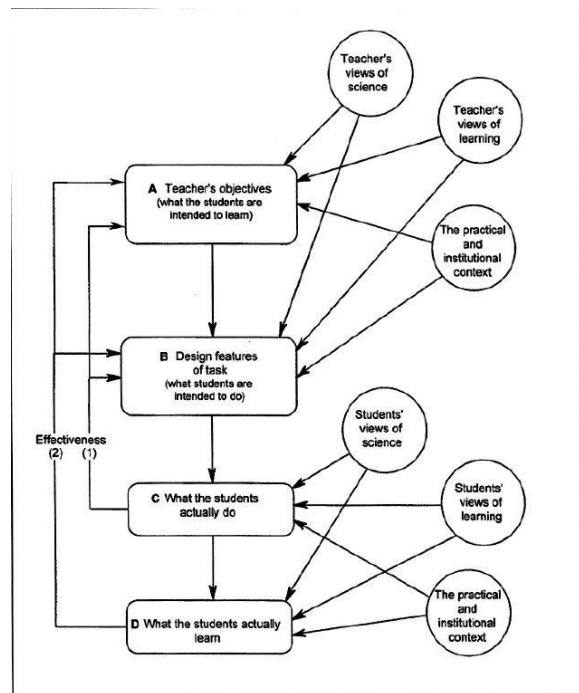 Teacher's
views of
science
Teacher's
views of
learning
A Teacher's objectives
(what the students are
intended to learn)
The practical
and
institutional
context
B Design features
of task
(what students are
intended to do)
Students'
views of
science
Effectiveness
(2) (1)
C What the students
actually do
Students'
views of
learning
The practical
and
institutional
context
D What the students actually
learn